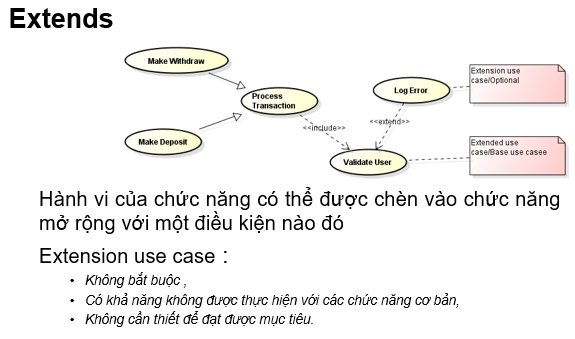 Extends
Make Withdraw
Process
Transaction
Make Deposit
<<include>>
Log Error
<<extend>>
Validate User
Extension use
case/Optional
Extended use
case/Base use casee
Hành vi của chức năng có thể được chèn vào chức năng
mở rộng với một điều kiện nào đó
Extension use case :
• Không bắt buộc ,
• Có khả năng không được thực hiện với các chức năng cơ bản,
• Không cần thiết để đạt được mục tiêu.